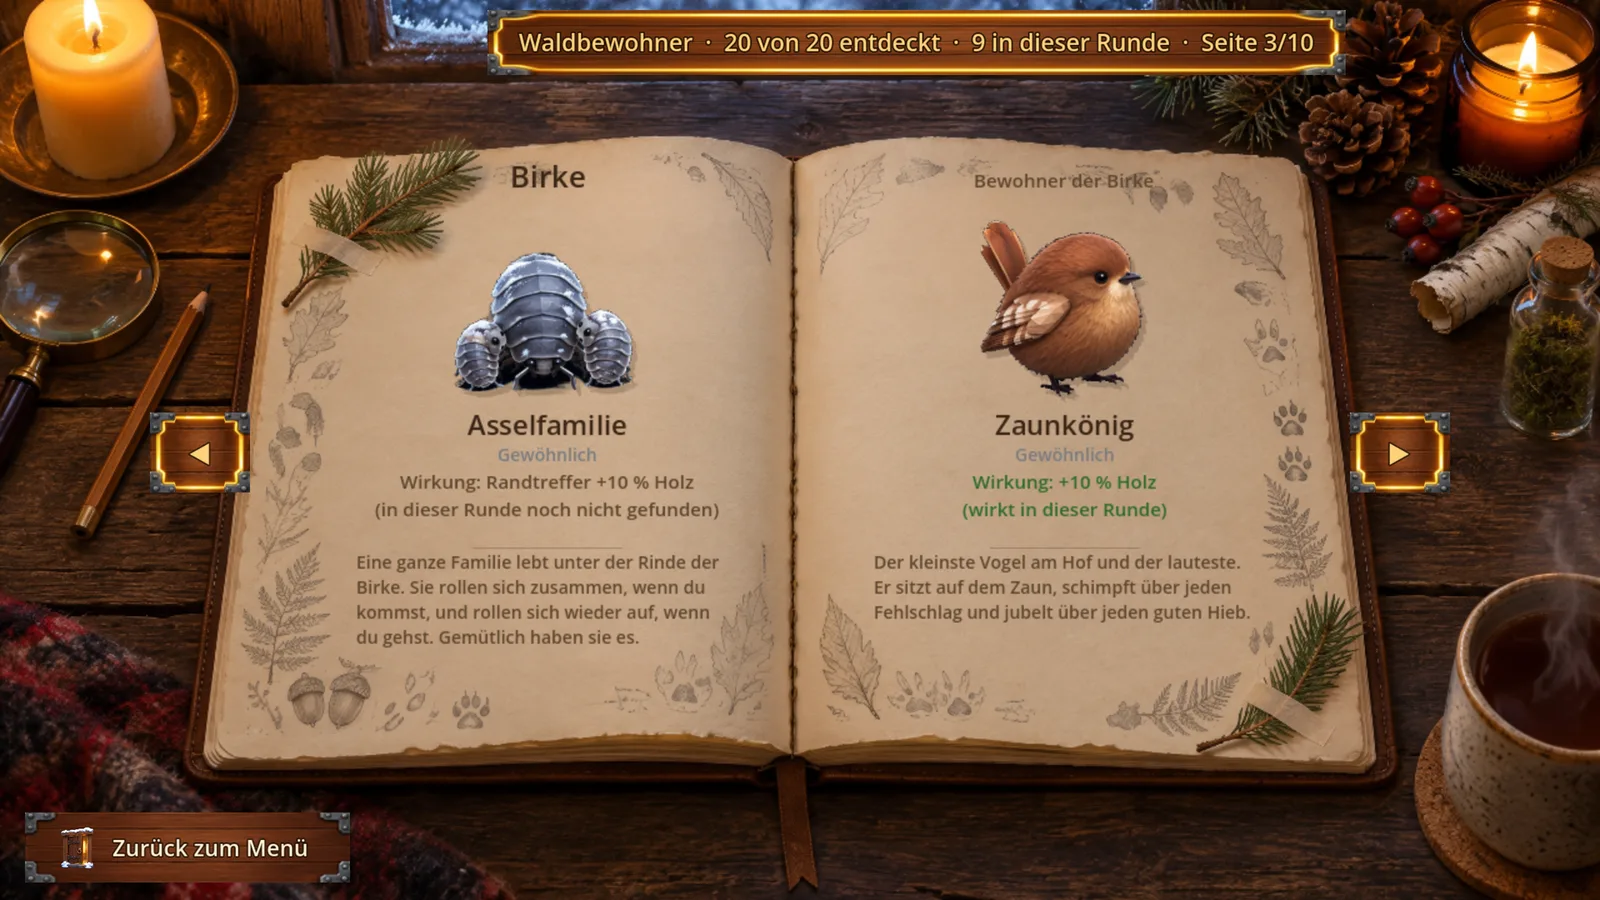 Waldbewohner · 20 von 20 entdeckt · 9 in dieser Runde · Seite 3/10
Birke
Asselfamilie
Gewöhnlich
Wirkung: Randtreffer +10 % Holz
(in dieser Runde noch nicht gefunden)
Eine ganze Familie lebt unter der Rinde der
Birke. Sie rollen sich zusammen, wenn du
kommst, und rollen sich wieder auf, wenn
du gehst. Gemütlich haben sie es.
Bewohner der Birke
Zaunkönig
Gewöhnlich
Wirkung: +10 % Holz
(wirkt in dieser Runde)
Der kleinste Vogel am Hof und der lauteste.
Er sitzt auf dem Zaun, schimpft über jeden
Fehlschlag und jubelt über jeden guten Hieb.
Zurück zum Menü